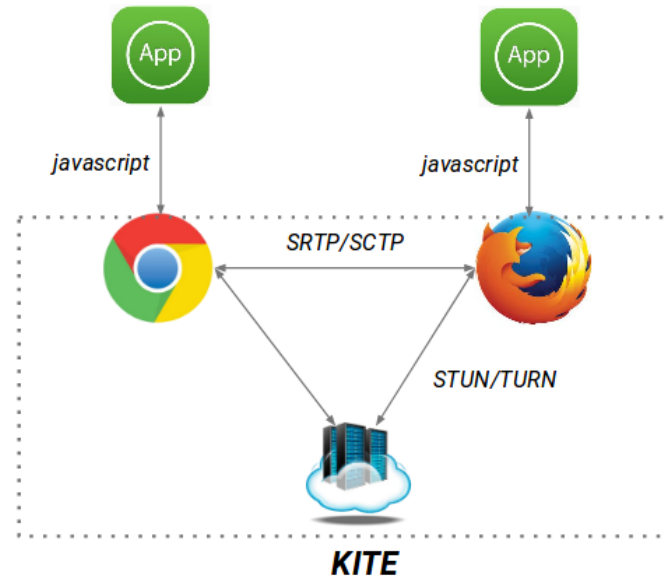 App
App
javascript
javascript
SRTP/SCTP
STUN/TURN
KITE